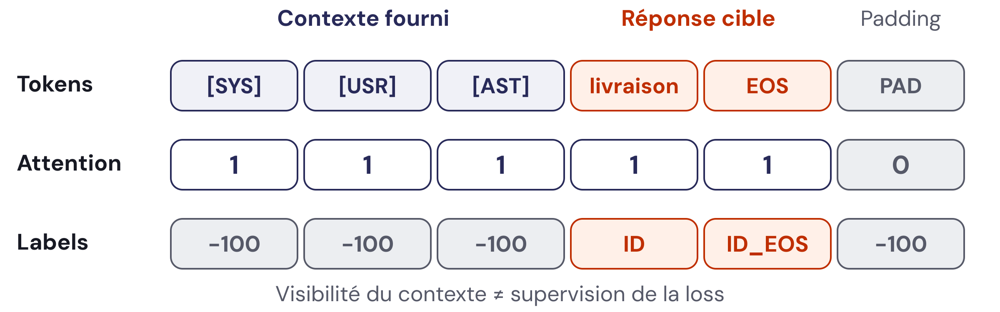 Contexte fourni Réponse cible Padding
Tokens [SYS] [USR] [AST] livraison EOS PAD
Attention 1 1 1 1 1 0
Labels -100 -100 -100 ID ID_EOS -100
Visibilité du contexte ≠ supervision de la loss